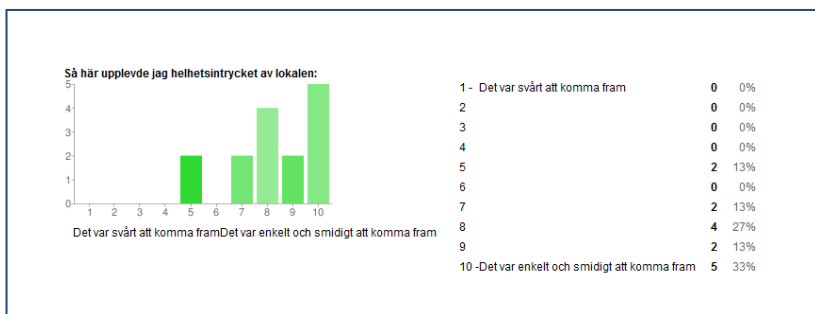 Så här upplevde jag helhetsintrycket av lokalen:
5
4
3
2
1
0
1 2 3 4 5 6 7 8 9 10
Det var svårt att komma framDet var enkelt och smidigt att komma fram
1 - Det var svårt att komma fram 0 0%
2 0 0%
3 0 0%
4 0 0%
5 2 13%
6 0 0%
7 2 13%
8 4 27%
9 2 13%
10 -Det var enkelt och smidigt att komma fram 5 33%